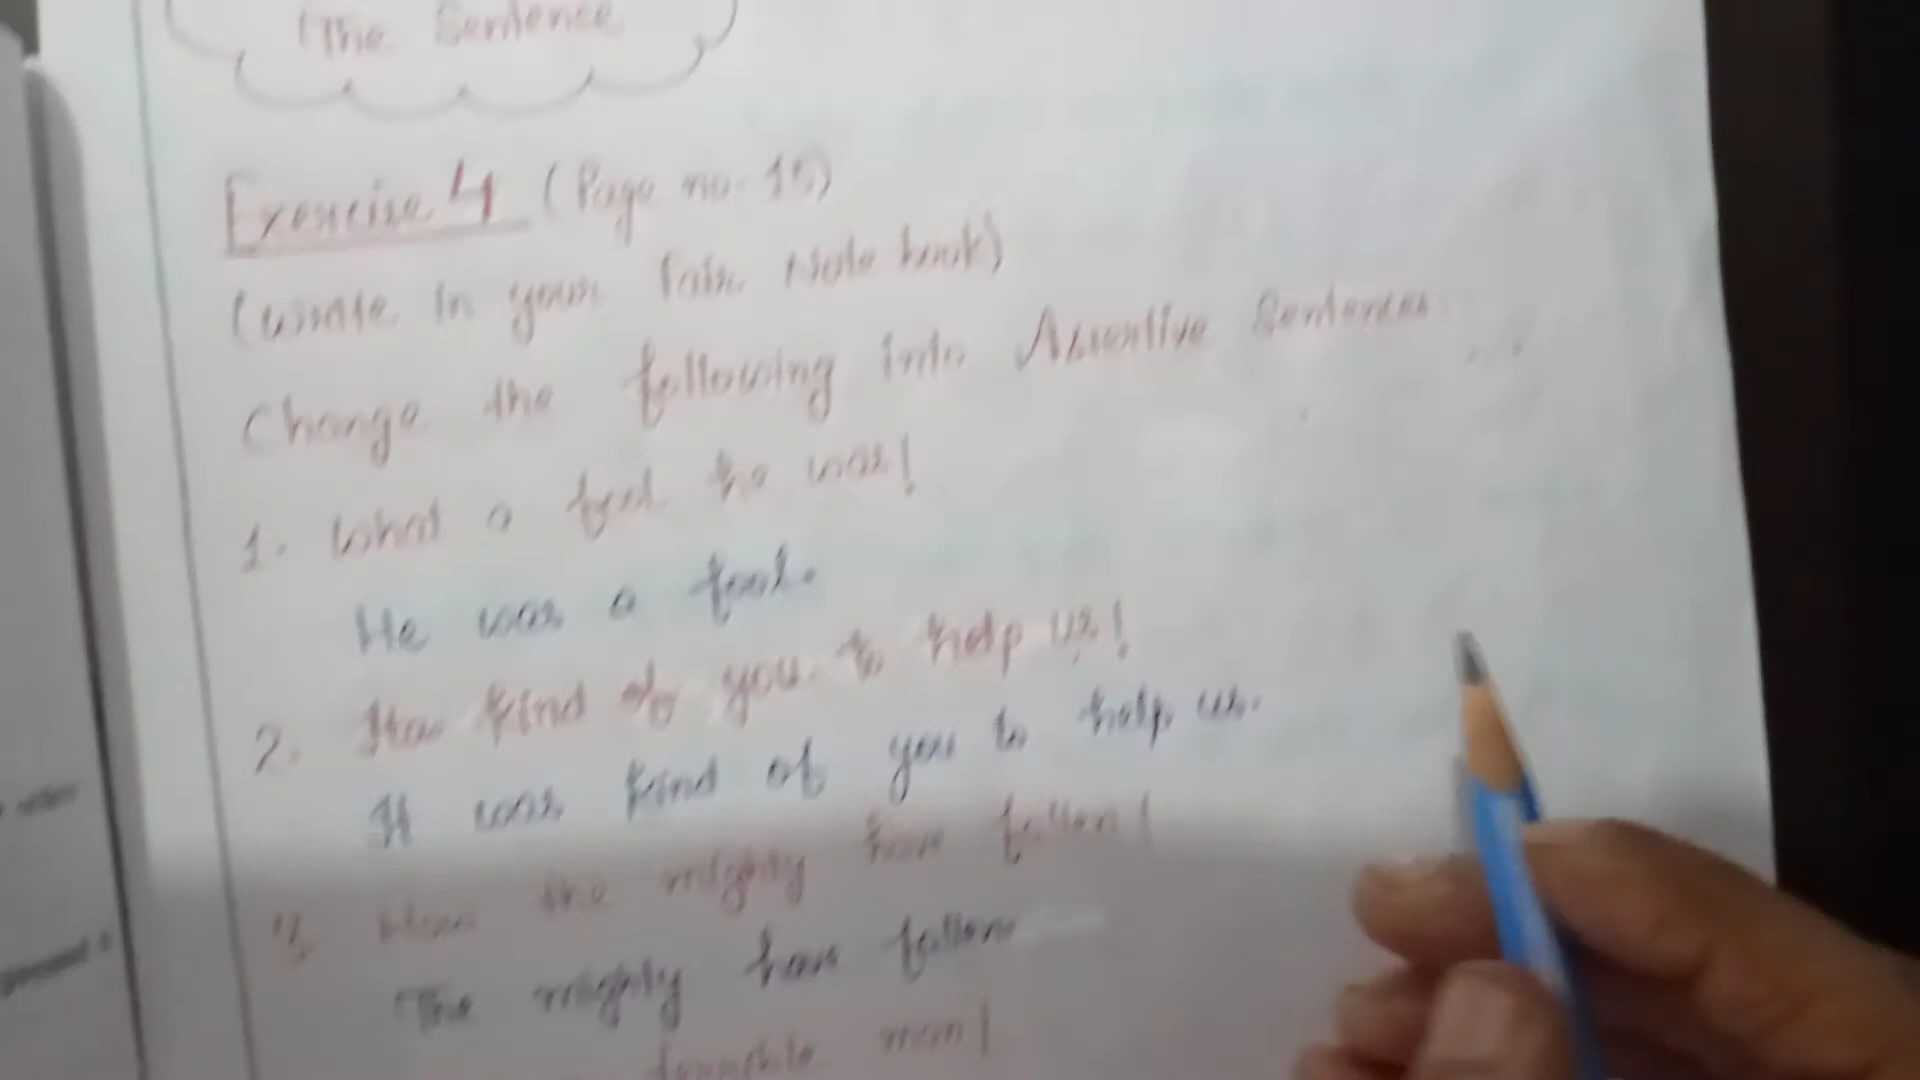 The Sentence
Exercise 4 (Page no. 15)
(write in your fair Note book)
Change the following into Assertive Sentences.
1. What a fool he was!
He was a fool.
2. How kind of you to help us!
It was kind of you to help us.
How the mighty have fallen!
The mighty have fallen
man!